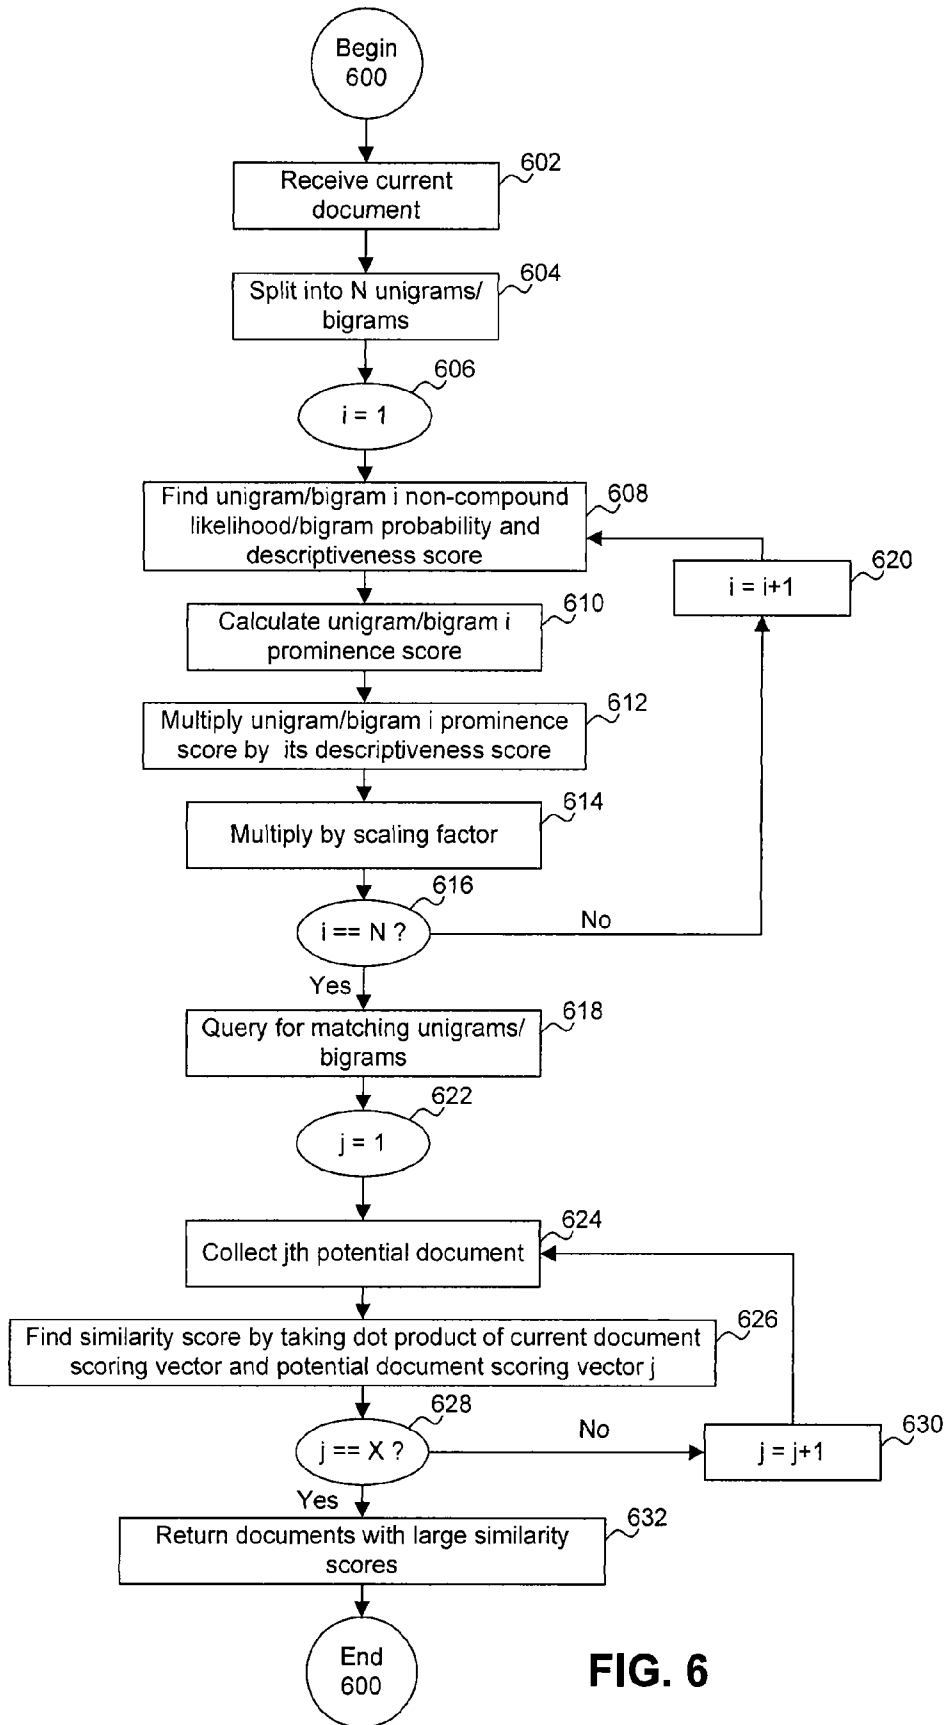 Begin
600
602
Receive current
document
604
Split into N unigrams/
bigrams
606
i = 1
608
Find unigram/bigram i non-compound
likelihood/bigram probability and
descriptiveness score
620
i = i+1
610
Calculate unigram/bigram i
prominence score
612
Multiply unigram/bigram i prominence
score by its descriptiveness score
614
Multiply by scaling factor
616
i == N ?
No
Yes
618
Query for matching unigrams/
bigrams
622
j = 1
624
Collect jth potential document
626
Find similarity score by taking dot product of current document
scoring vector and potential document scoring vector j
628
j == X ?
No
630
j = j+1
Yes
632
Return documents with large similarity
scores
End
600
FIG. 6